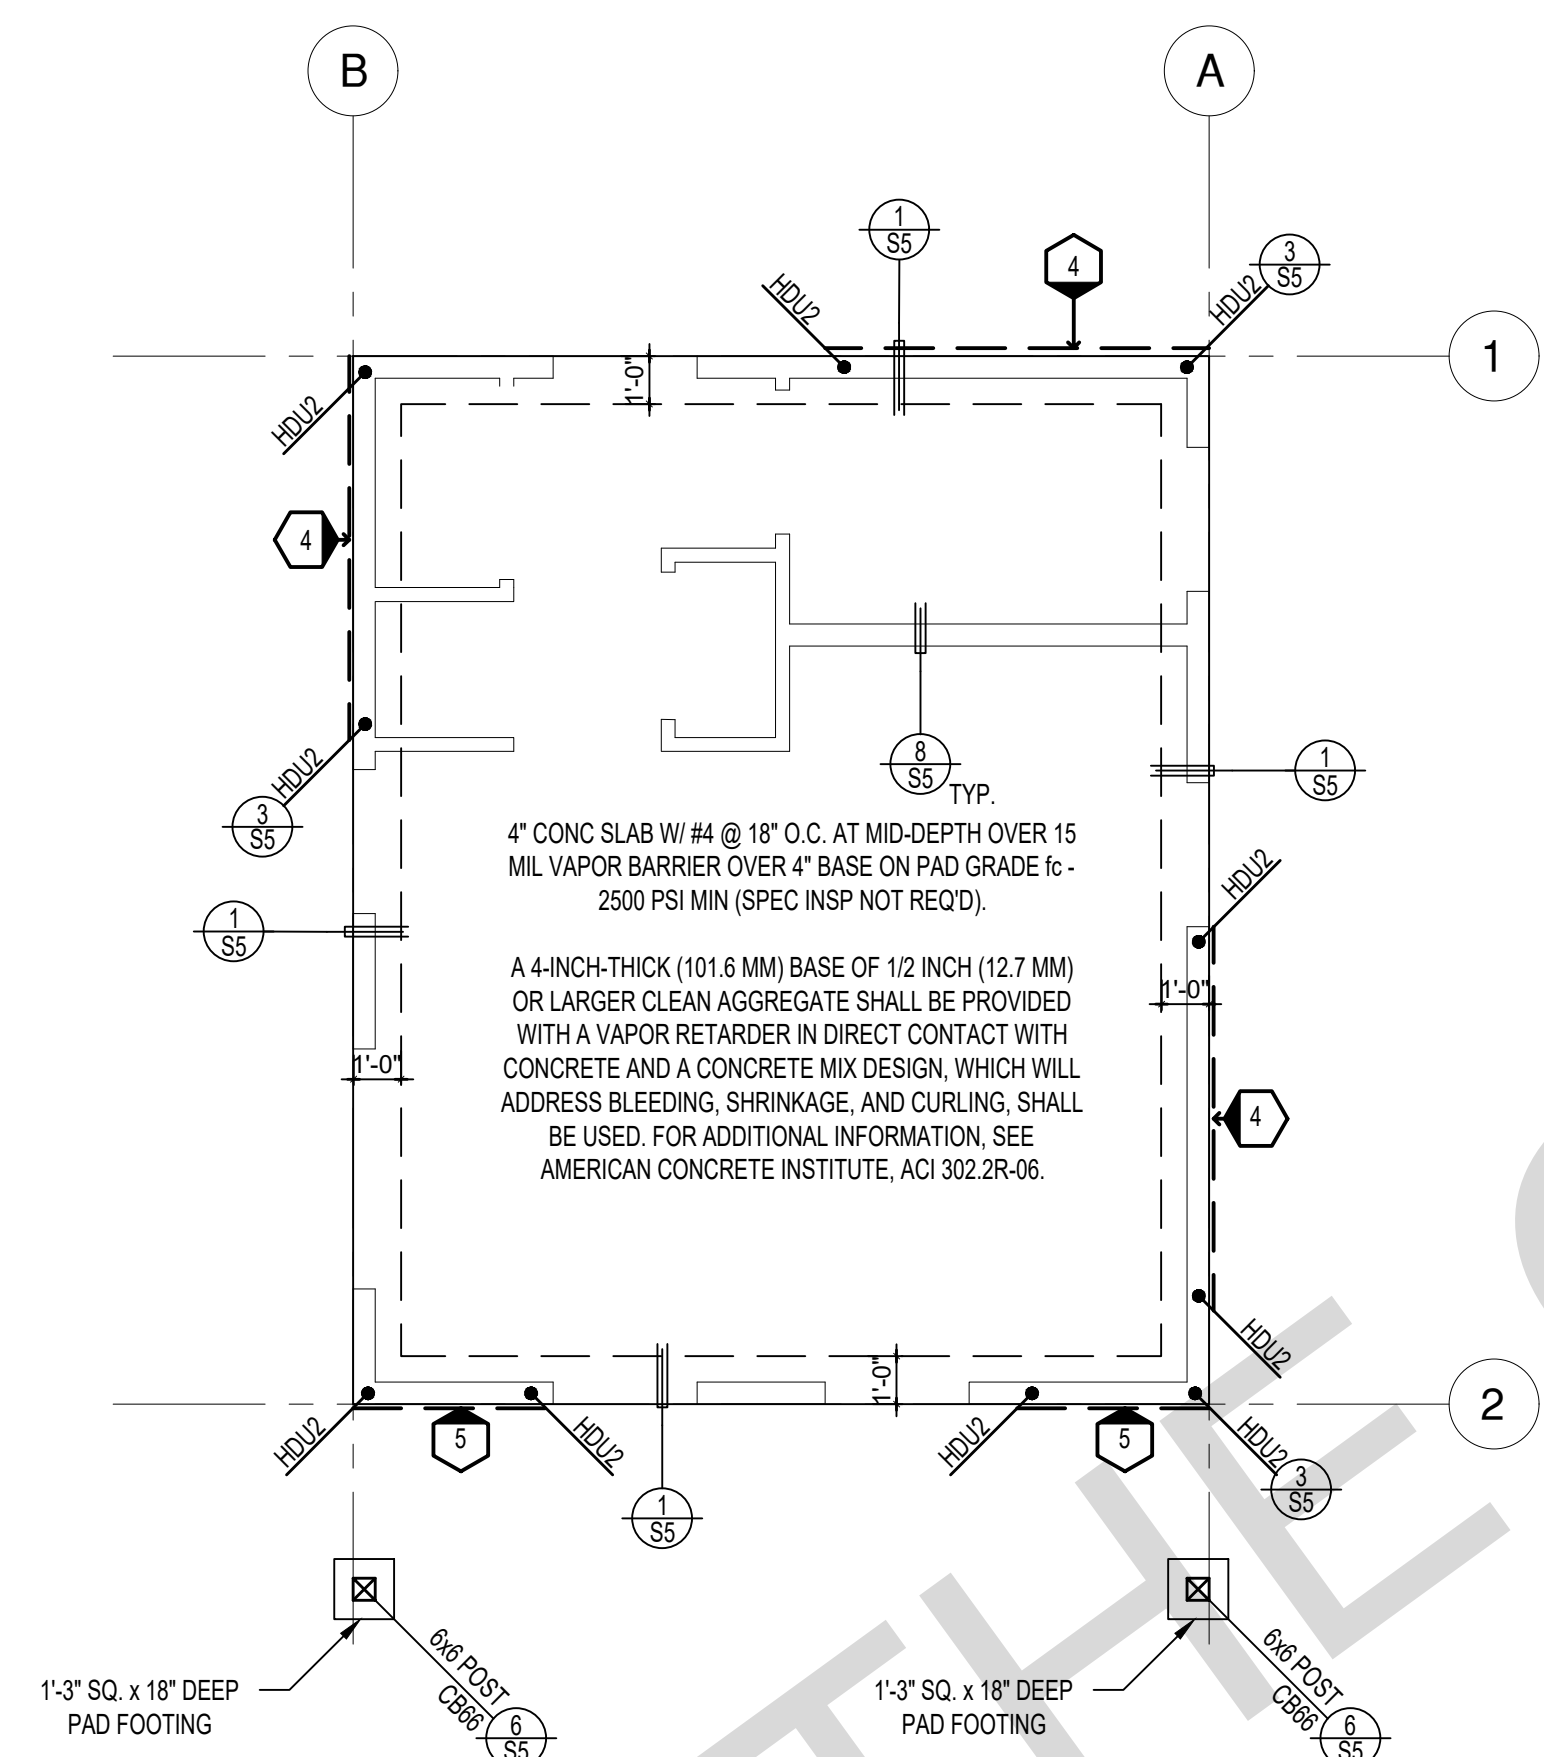 B
A
1
S5
4
3
S5
HDU2
HDU2
1
1'-0"
HDU2
4
HDU2
3
S5
8
S5
TYP.
1
S5
4" CONC SLAB W/ #4 @ 18" O.C. AT MID-DEPTH OVER 15
MIL VAPOR BARRIER OVER 4" BASE ON PAD GRADE fc -
2500 PSI MIN (SPEC INSP NOT REQ'D).
HDU2
1
S5
A 4-INCH-THICK (101.6 MM) BASE OF 1/2 INCH (12.7 MM)
OR LARGER CLEAN AGGREGATE SHALL BE PROVIDED
WITH A VAPOR RETARDER IN DIRECT CONTACT WITH
CONCRETE AND A CONCRETE MIX DESIGN, WHICH WILL
ADDRESS BLEEDING, SHRINKAGE, AND CURLING, SHALL
BE USED. FOR ADDITIONAL INFORMATION, SEE
AMERICAN CONCRETE INSTITUTE, ACI 302.2R-06.
1'-0"
1'-0"
4
HDU2
1'-0"
2
HDU2
5
HDU2
HDU2
5
HDU2
3
S5
1
S5
6x6 POST
CB66
6
S5
1'-3" SQ. x 18" DEEP
PAD FOOTING
6x6 POST
CB66
6
S5
1'-3" SQ. x 18" DEEP
PAD FOOTING
THE